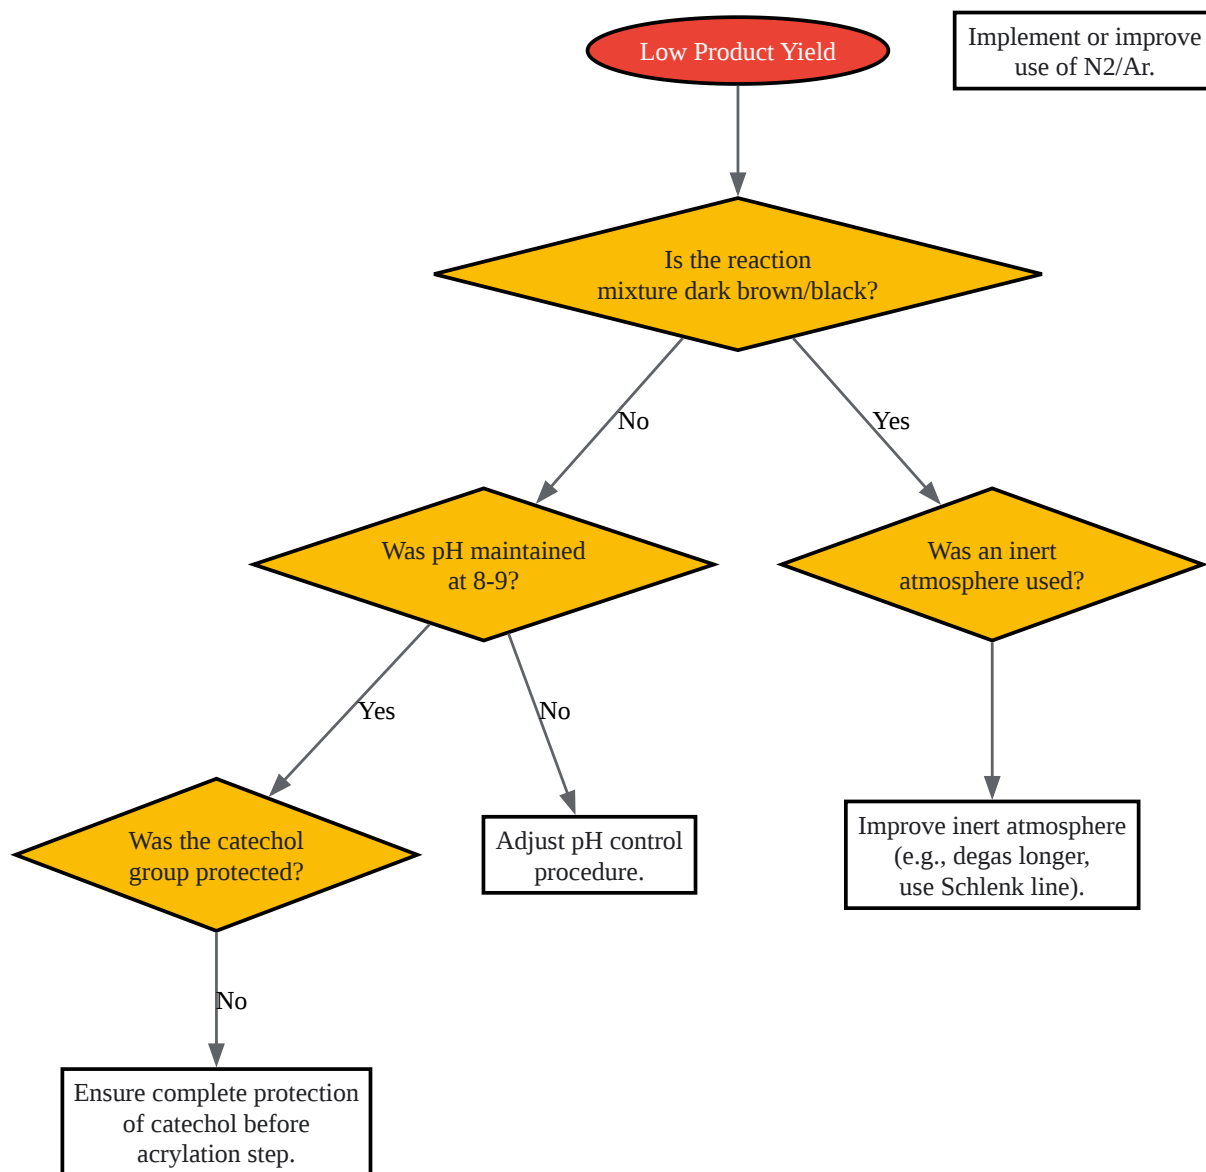 Low Product Yield
Implement or improve
use of N2/Ar.
Is the reaction
mixture dark brown/black?
No
Yes
Was pH maintained
at 8-9?
Was an inert
atmosphere used?
Yes
No
Was the catechol
group protected?
Adjust pH control
procedure.
Improve inert atmosphere
(e.g., degas longer,
use Schlenk line).
No
Ensure complete protection
of catechol before
acrylation step.